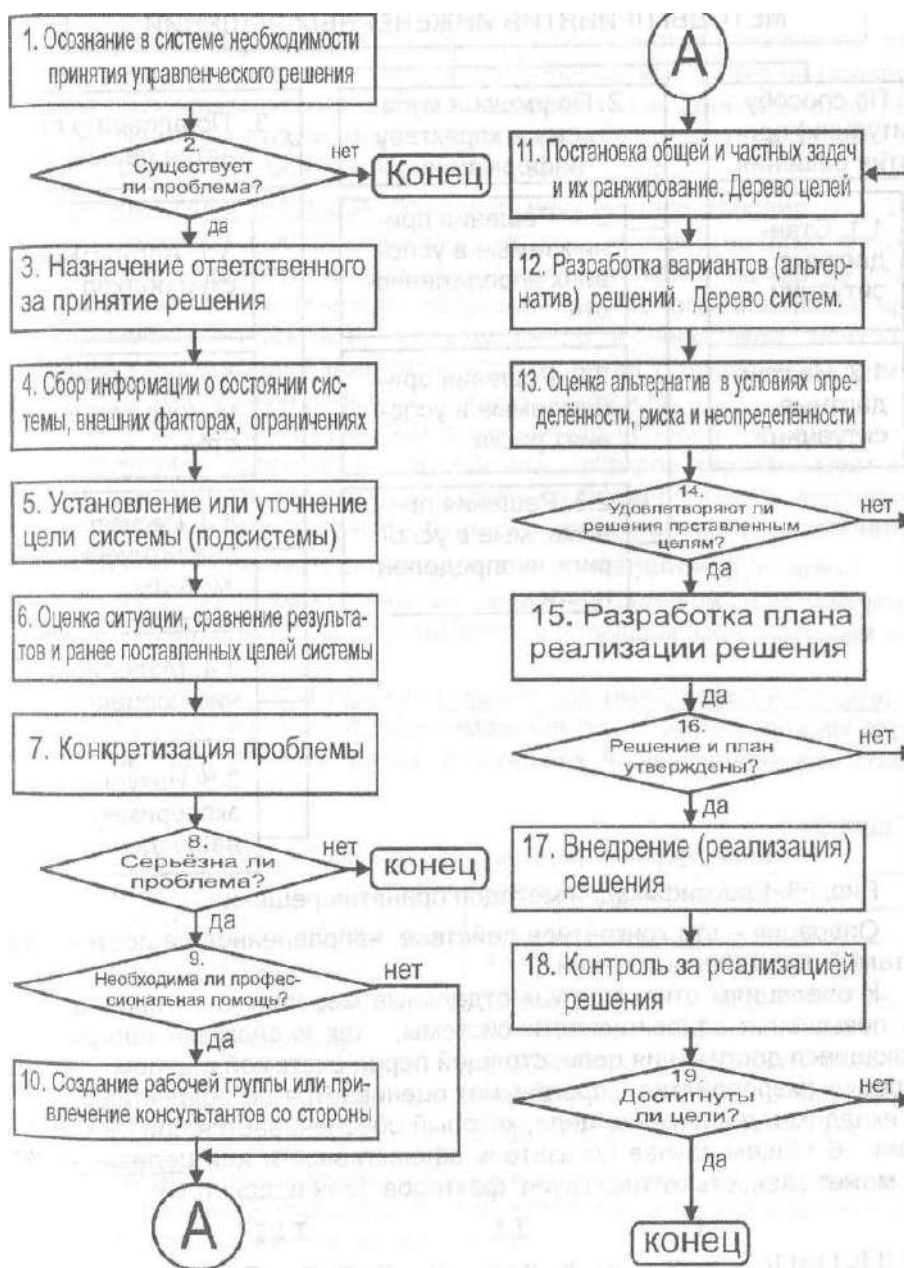 1. Осознание в системе необходимости
принятия управленческого решения
2.
Существует
ли проблема?
нет
Конец
да
3. Назначение ответственного
за принятие решения
4. Сбор информации о состоянии сис-
темы, внешних факторах, ограничениях
5. Установление или уточнение
цели системы (подсистемы)
6. Оценка ситуации, сравнение результа-
тов и ранее поставленных целей системы
7. Конкретизация проблемы
8.
Серьёзна ли
проблема?
нет
конец
да
9.
Необходима ли профес-
сиональная помощь?
нет
да
10. Создание рабочей группы или при-
влечение консультантов со стороны
А
А
11. Постановка общей и частных задач
и их ранжирование. Дерево целей
12. Разработка вариантов (альтер-
натив) решений. Дерево систем.
13. Оценка альтернатив в условиях опре-
делённости, риска и неопределённости
14.
Удовлетворяют ли
решения поставленным
целям?
нет
да
15. Разработка плана
реализации решения
да
16
Решение и план
утверждены?
нет
да
17. Внедрение (реализация)
решения
18. Контроль за реализацией
решения
19.
Достигнуты
ли цели?
нет
да
конец